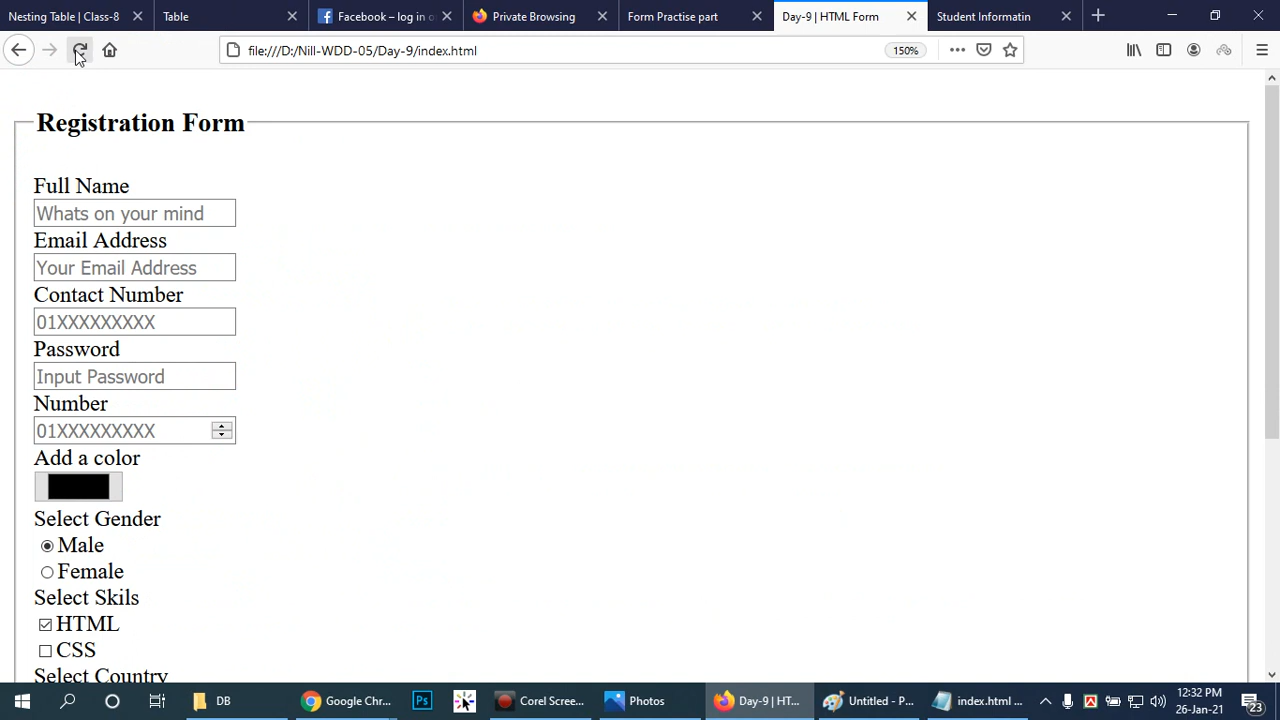 Nesting Table | Class-8
Table
Facebook – log in o
Private Browsing
Form Practise part
Day-9 | HTML Form
Student Informatin
file:///D:/Nill-WDD-05/Day-9/index.html
150%
Registration Form
Full Name
Whats on your mind
Email Address
Your Email Address
Contact Number
01XXXXXXXXX
Password
Input Password
Number
01XXXXXXXXX
Add a color
Select Gender
Male
Female
Select Skils
HTML
CSS
Select Country
DB
Google Chr...
Ps
Corel Scree...
Photos
Day-9 | HT...
Untitled - P...
index.html ...
12:32 PM
26-Jan-21
23